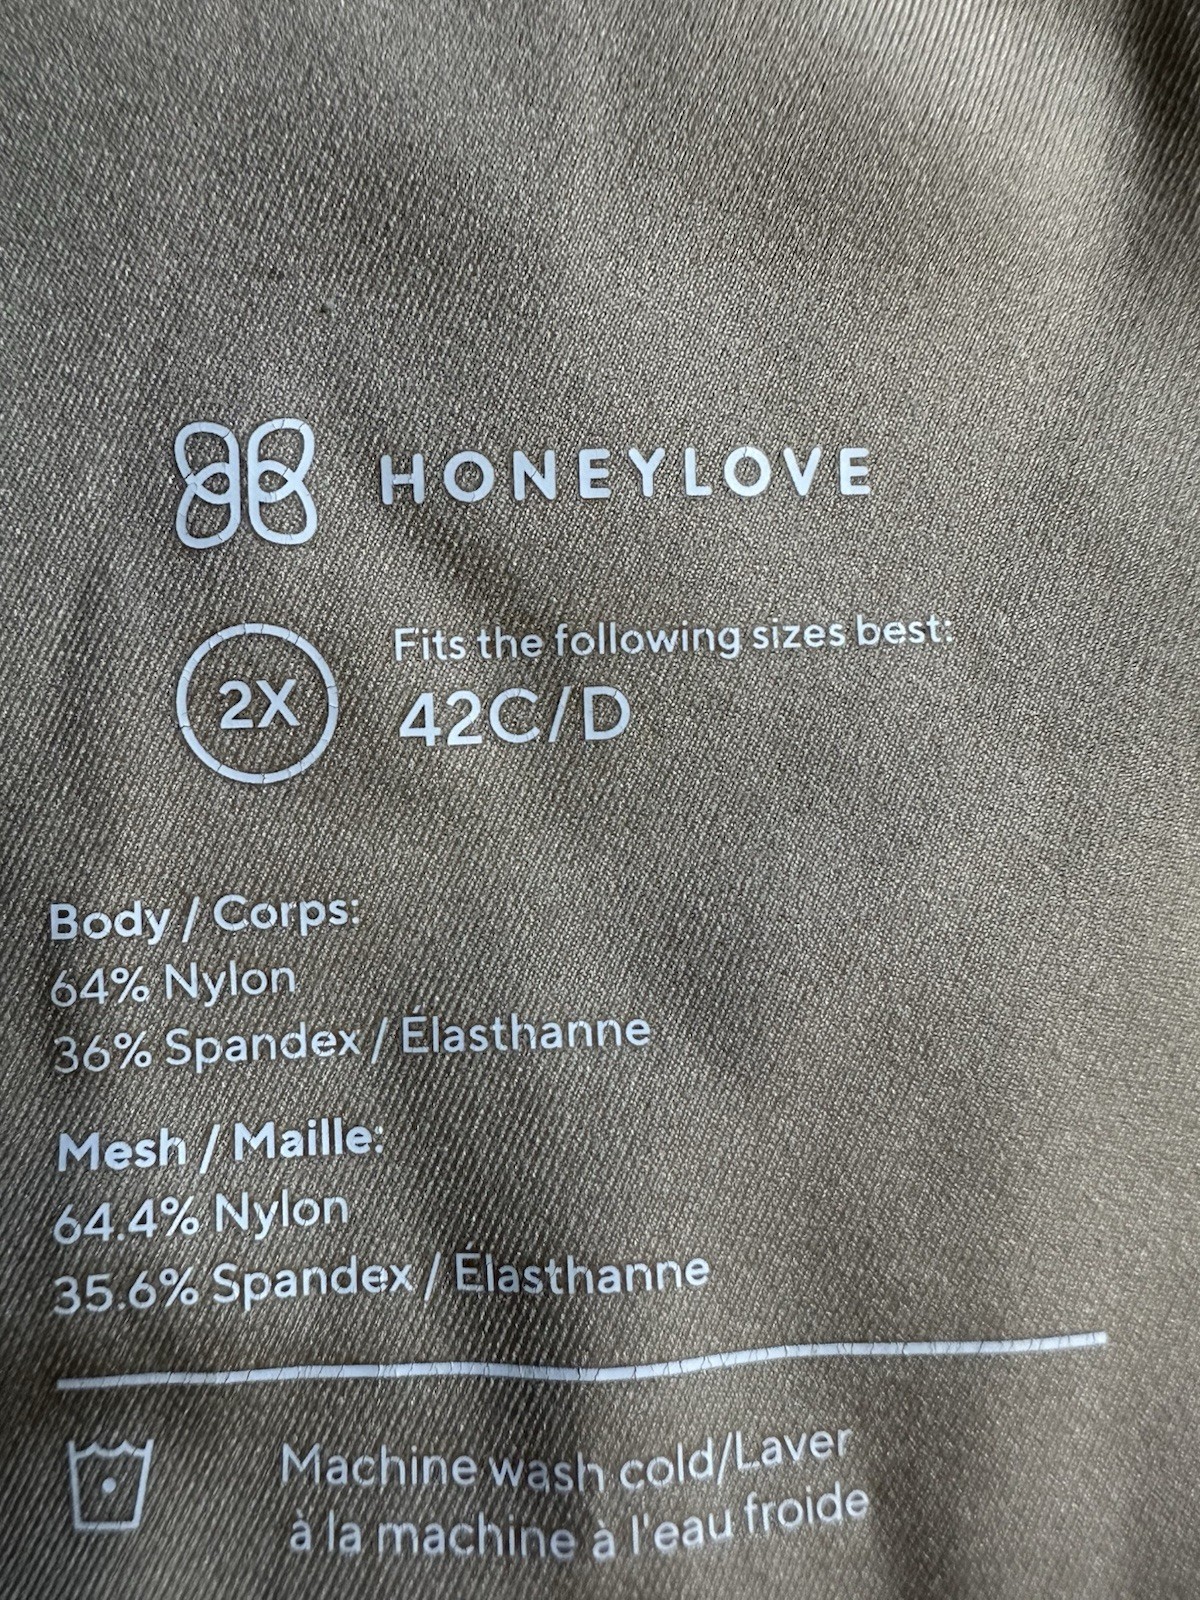 HONEYLOVE
2X
Fits the following sizes best:
42C/D
Body / Corps:
64% Nylon
36% Spandex / Élasthanne
Mesh / Maille:
64.4% Nylon
35.6% Spandex / Élasthanne
Machine wash cold/Laver
à la machine à l'eau froide